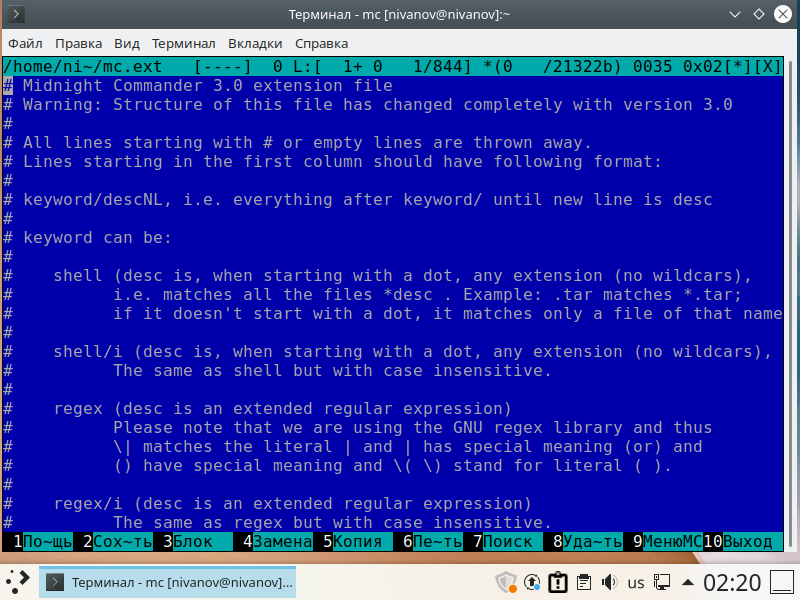 Терминал - mc [nivanov@nivanov]:~
Файл Правка Вид Терминал Вкладки Справка
/home/ni~/mc.ext   [----]  0 L:[  1+ 0   1/844] *(0   /21322b) 0035 0x02[*][X]
# Midnight Commander 3.0 extension file
# Warning: Structure of this file has changed completely with version 3.0
#
# All lines starting with # or empty lines are thrown away.
# Lines starting in the first column should have following format:
#
# keyword/descNL, i.e. everything after keyword/ until new line is desc
#
# keyword can be:
#
#    shell (desc is, when starting with a dot, any extension (no wildcars),
#          i.e. matches all the files *desc . Example: .tar matches *.tar;
#          if it doesn't start with a dot, it matches only a file of that name
#
#    shell/i (desc is, when starting with a dot, any extension (no wildcars),
#          The same as shell but with case insensitive.
#
#    regex (desc is an extended regular expression)
#          Please note that we are using the GNU regex library and thus
#          \| matches the literal | and | has special meaning (or) and
#          () have special meaning and \( \) stand for literal ( ).
#
#    regex/i (desc is an extended regular expression)
#          The same as regex but with case insensitive.
1По~щь 2Сох~ть 3Блок 4Замена 5Копия 6Пе~ть 7Поиск 8Уда~ть 9МенюMC 10Выход
Терминал - mc [nivanov@nivanov]... us 02:20